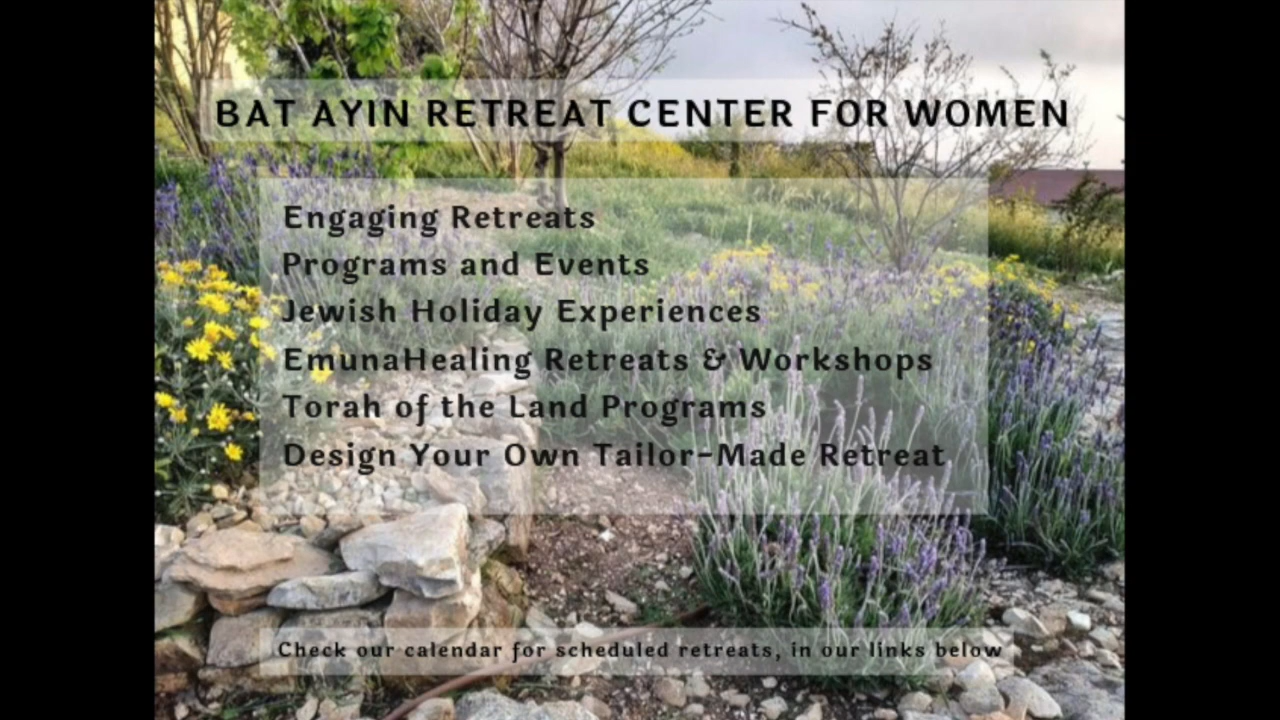 BAT AYIN RETREAT CENTER FOR WOMEN
Engaging Retreats
Programs and Events
Jewish Holiday Experiences
EmunaHealing Retreats & Workshops
Torah of the Land Programs
Design Your Own Tailor-Made Retreat
Check our calendar for scheduled retreats, in our links below